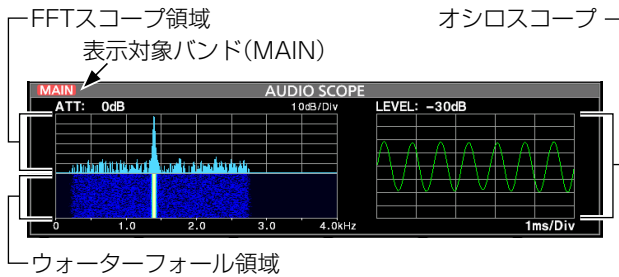 FFTスコープ領域
オシロスコープ
表示対象バンド(MAIN)
MAIN
AUDIO SCOPE
ATT: 0dB
10dB/Div
LEVEL: -30dB
0 1.0 2.0 3.0 4.0kHz
1ms/Div
ウォーターフォール領域